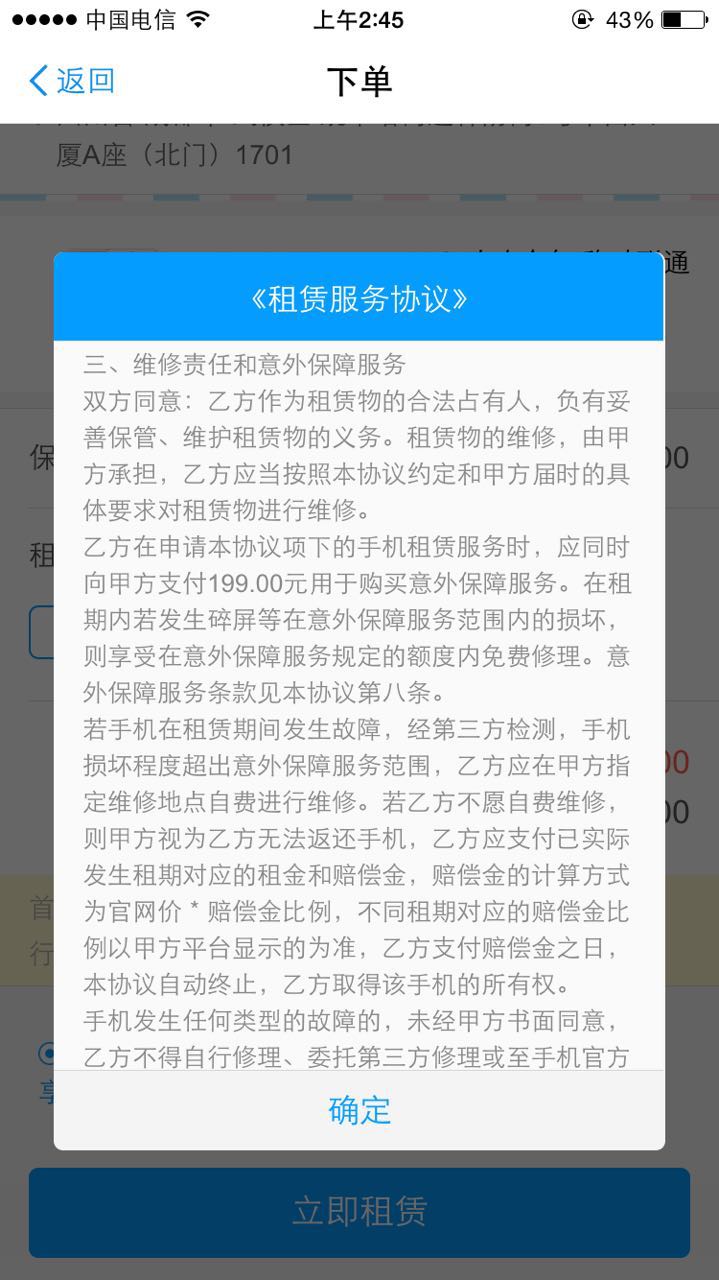 中国电信
上午2:45
43%
返回
下单
厦A座（北门）1701
通
《租赁服务协议》
三、维修责任和意外保障服务
双方同意：乙方作为租赁物的合法占有人，负有妥
善保管、维护租赁物的义务。租赁物的维修，由甲
方承担，乙方应当按照本协议约定和甲方届时的具
体要求对租赁物进行维修。
乙方在申请本协议项下的手机租赁服务时，应同时
向甲方支付199.00元用于购买意外保障服务。在租
期内若发生碎屏等在意外保障服务范围内的损坏，
则享受在意外保障服务规定的额度内免费修理。意
外保障服务条款见本协议第八条。
若手机在租赁期间发生故障，经第三方检测，手机
损坏程度超出意外保障服务范围，乙方应在甲方指
定维修地点自费进行维修。若乙方不愿自费维修，
则甲方视为乙方无法返还手机，乙方应支付已实际
发生租期对应的租金和赔偿金，赔偿金的计算方式
为官网价 * 赔偿金比例，不同租期对应的赔偿金比
例以甲方平台显示的为准，乙方支付赔偿金之日，
本协议自动终止，乙方取得该手机的所有权。
手机发生任何类型的故障的，未经甲方书面同意，
乙方不得自行修理、委托第三方修理或至手机官方
保
00
租
00
00
首
行
享
确定
立即租赁